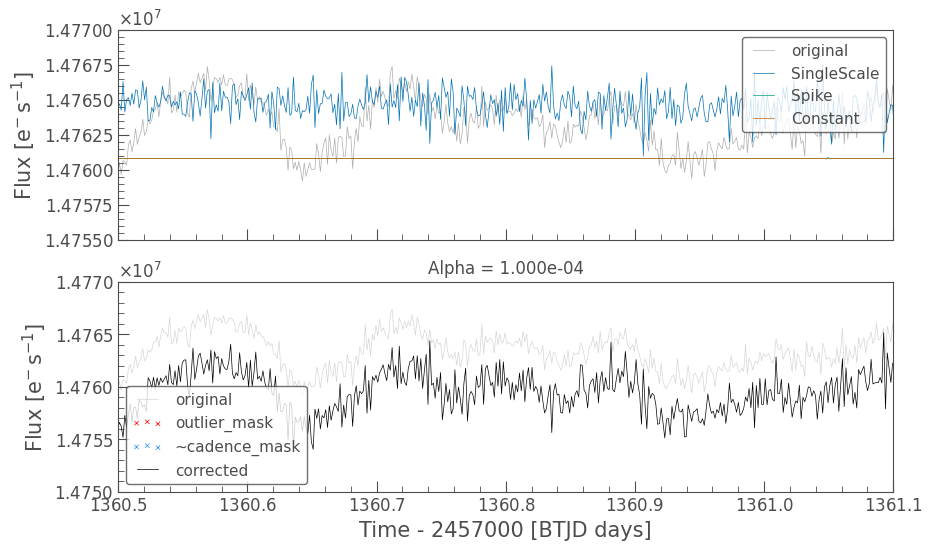 ×10⁷
1.47700
1.47675
1.47650
1.47625
1.47600
1.47575
1.47550
Flux [e⁻ s⁻¹]
original
SingleScale
Spike
Constant
Alpha = 1.000e-04
×10⁷
1.4770
1.4765
1.4760
1.4755
1.4750
Flux [e⁻ s⁻¹]
original
outlier_mask
~cadence_mask
corrected
1360.5 1360.6 1360.7 1360.8 1360.9 1361.0 1361.1
Time - 2457000 [BTJD days]